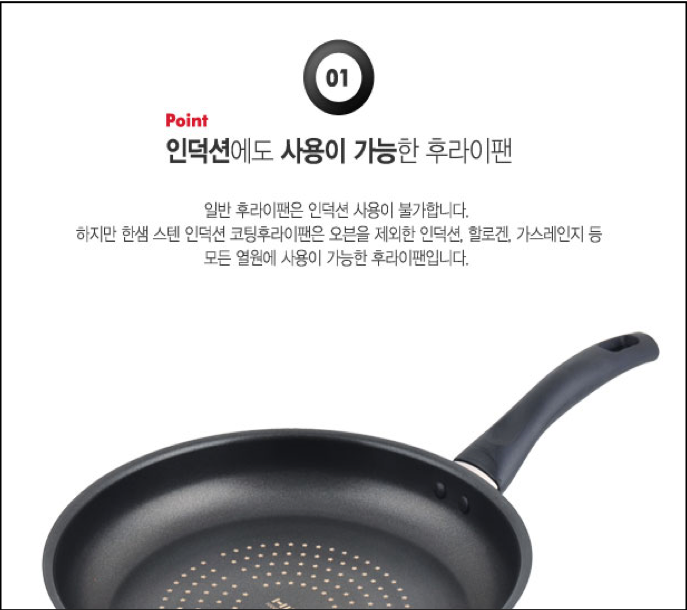 01
Point
인덕션에도 사용이 가능한 후라이팬
일반 후라이팬은 인덕션 사용이 불가합니다.
하지만 한샘 스텐 인덕션 코팅후라이팬은 오븐을 제외한 인덕션, 할로겐, 가스레인지 등
모든 열원에 사용이 가능한 후라이팬입니다.